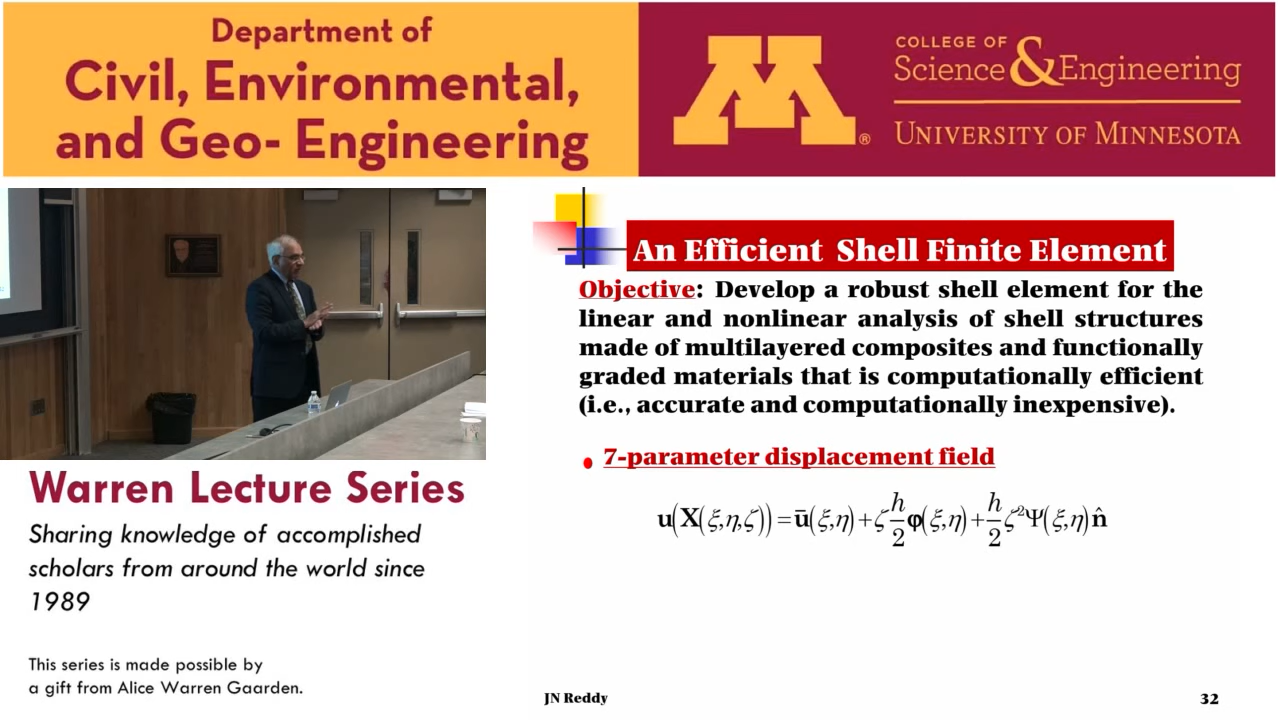 Department of
Civil, Environmental,
and Geo- Engineering
M®
COLLEGE OF
Science & Engineering
UNIVERSITY OF MINNESOTA
An Efficient Shell Finite Element
Objective: Develop a robust shell element for the
linear and nonlinear analysis of shell structures
made of multilayered composites and functionally
graded materials that is computationally efficient
(i.e., accurate and computationally inexpensive).
• 7-parameter displacement field
u(X(ξ,η,ζ)) = ū(ξ,η) + ζ h/2 φ(ξ,η) + h/2 ζ² Ψ(ξ,η) n̂
JN Reddy
32
Warren Lecture Series
Sharing knowledge of accomplished
scholars from around the world since
1989
This series is made possible by
a gift from Alice Warren Gaarden.